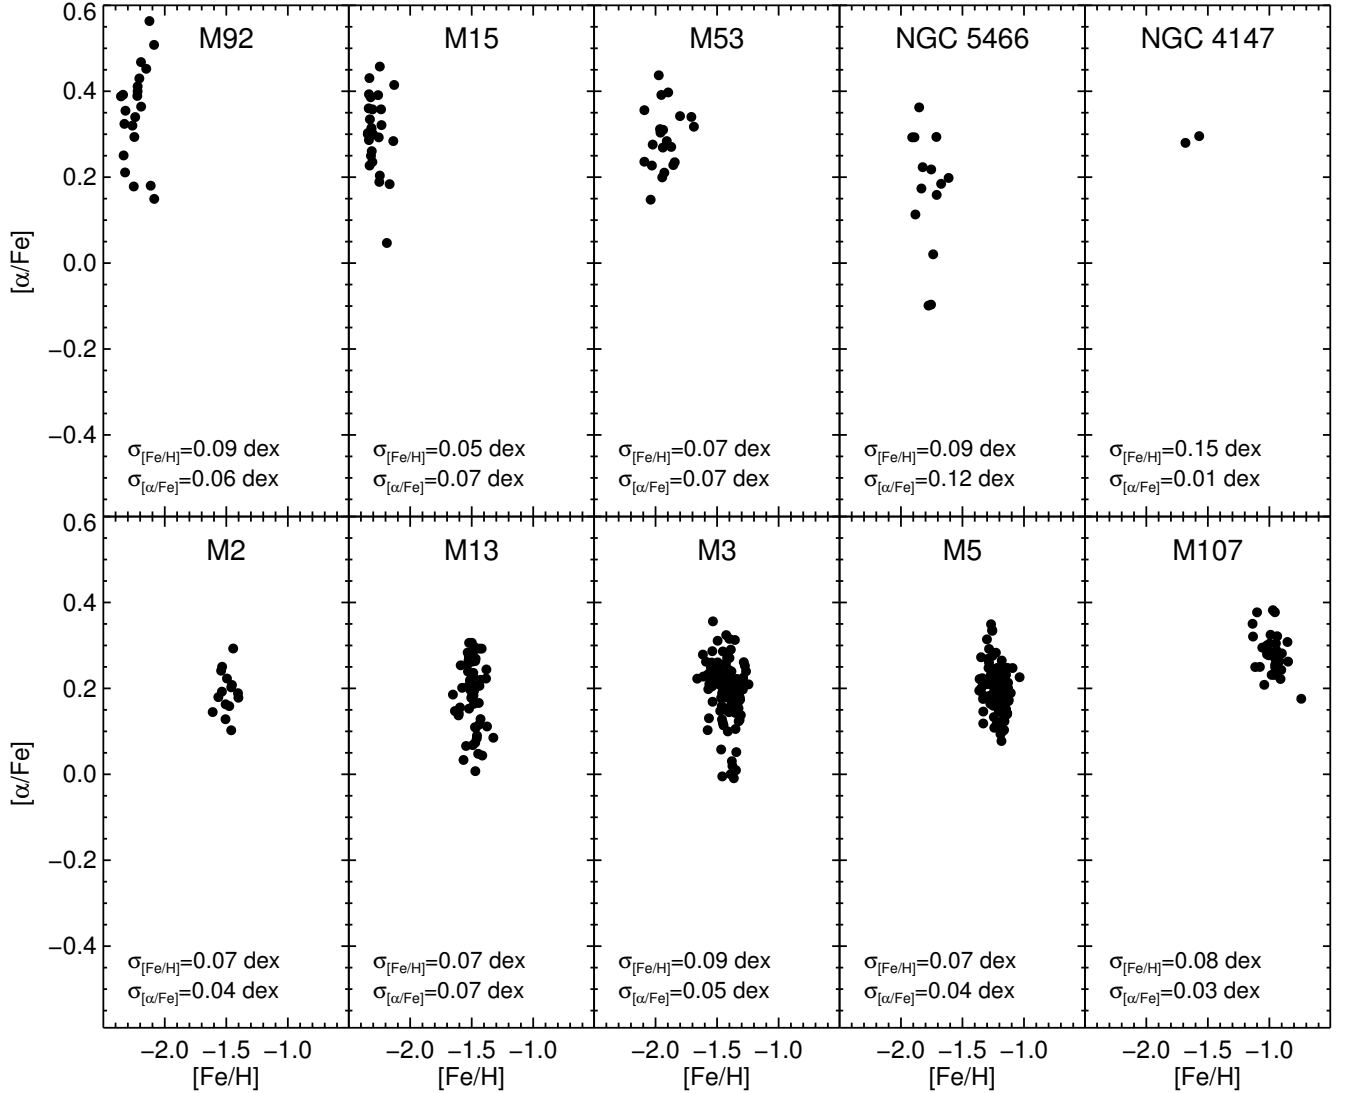 M92 M15 M53 NGC 5466 NGC 4147
0.6
0.4
0.2
0.0
−0.2
−0.4
[α/Fe]
σ[Fe/H]=0.09 dex σ[Fe/H]=0.05 dex σ[Fe/H]=0.07 dex σ[Fe/H]=0.09 dex σ[Fe/H]=0.15 dex
σ[α/Fe]=0.06 dex σ[α/Fe]=0.07 dex σ[α/Fe]=0.07 dex σ[α/Fe]=0.12 dex σ[α/Fe]=0.01 dex
M2 M13 M3 M5 M107
0.6
0.4
0.2
0.0
−0.2
−0.4
[α/Fe]
σ[Fe/H]=0.07 dex σ[Fe/H]=0.07 dex σ[Fe/H]=0.09 dex σ[Fe/H]=0.07 dex σ[Fe/H]=0.08 dex
σ[α/Fe]=0.04 dex σ[α/Fe]=0.07 dex σ[α/Fe]=0.05 dex σ[α/Fe]=0.04 dex σ[α/Fe]=0.03 dex
−2.0 −1.5 −1.0 −2.0 −1.5 −1.0 −2.0 −1.5 −1.0 −2.0 −1.5 −1.0 −2.0 −1.5 −1.0
[Fe/H] [Fe/H] [Fe/H] [Fe/H] [Fe/H]